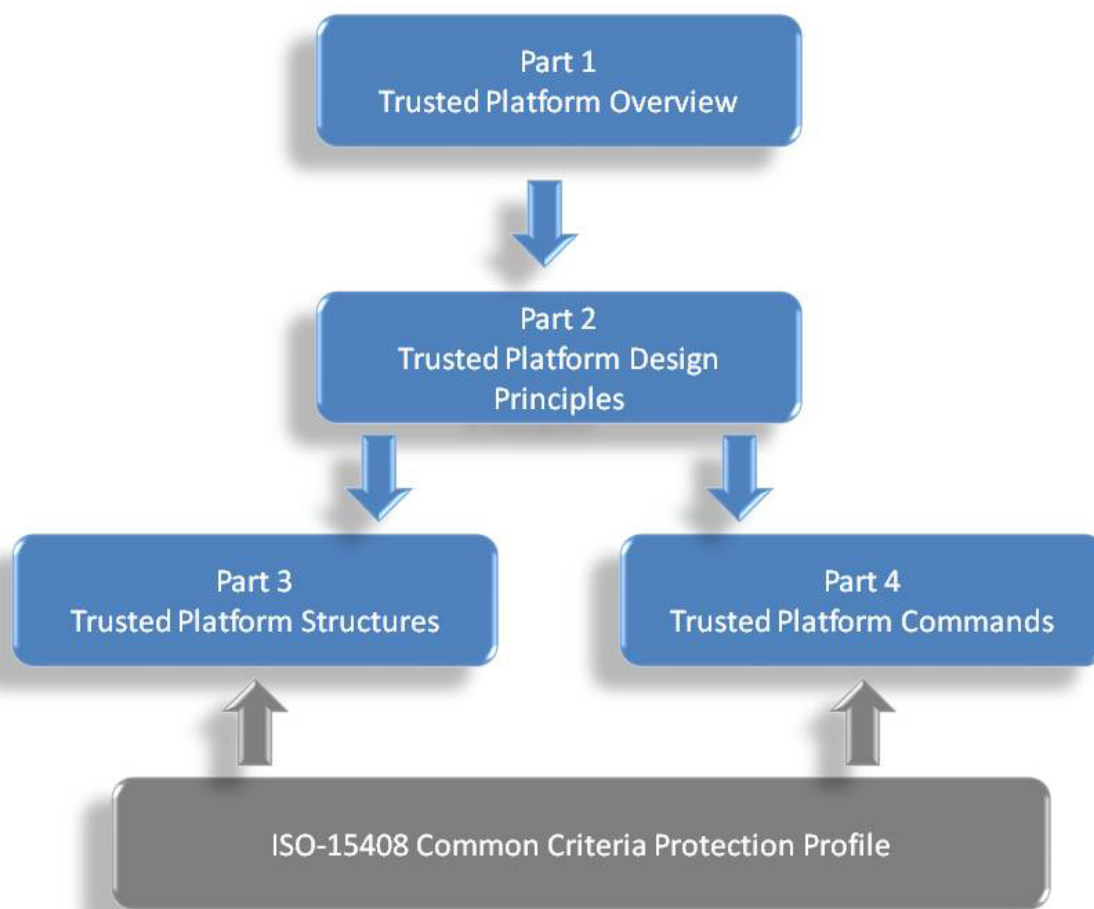 Part 1
Trusted Platform Overview
Part 2
Trusted Platform Design
Principles
Part 3
Trusted Platform Structures
Part 4
Trusted Platform Commands
ISO-15408 Common Criteria Protection Profile